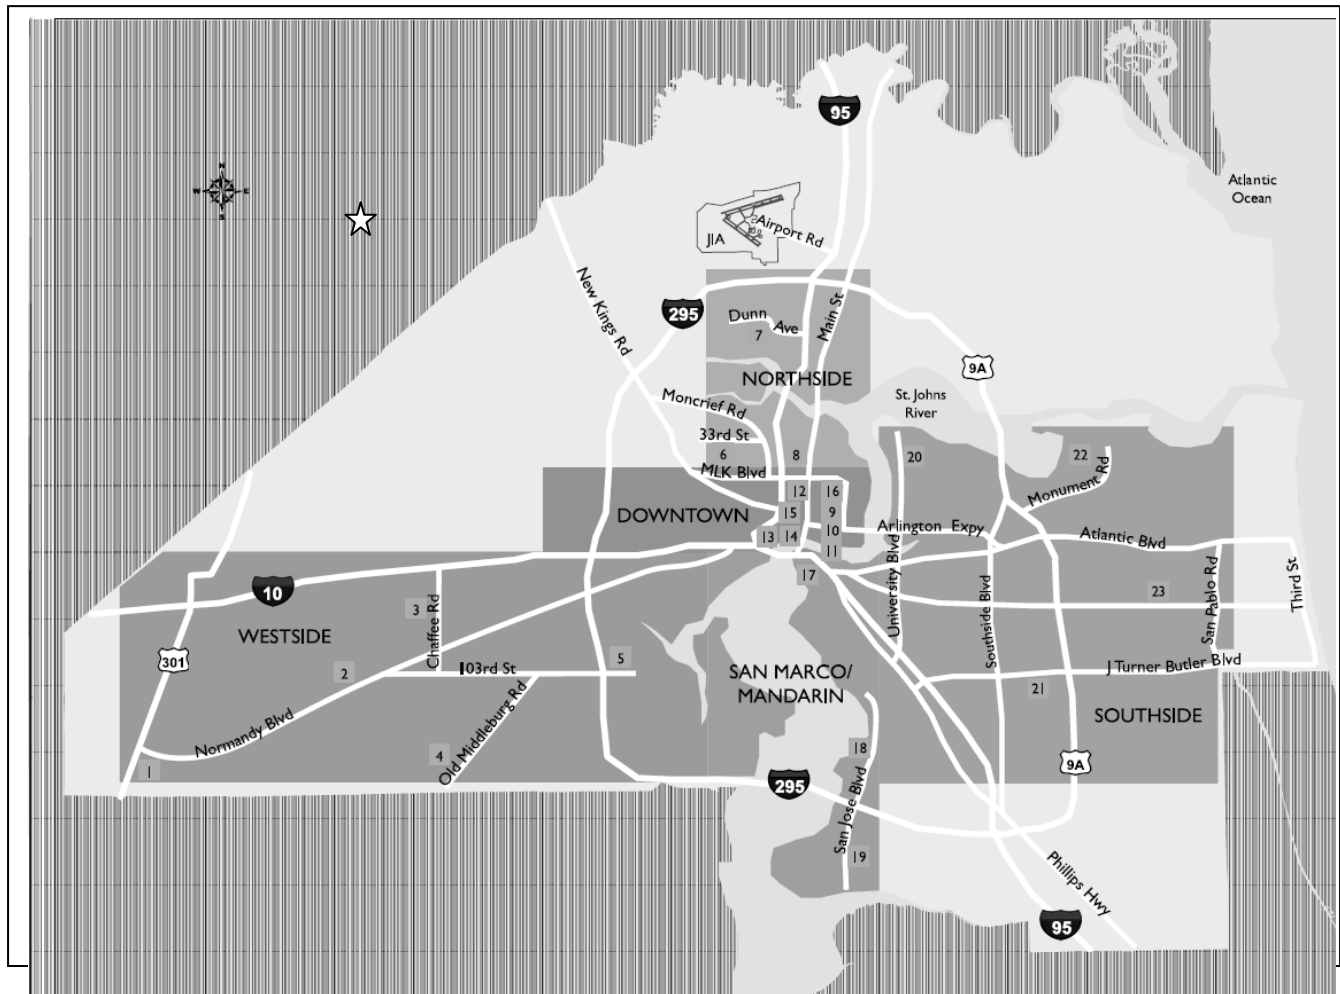 95
N
W E
S
Atlantic
Ocean
Airport Rd
JIA
New Kings Rd
295
Dunn
Ave
7
Main St
9A
NORTHSIDE
St. Johns
River
Moncrief Rd
33rd St
6
8
20
22
MLK Blvd
Monument Rd
12
16
DOWNTOWN
15
9
13
14
10
11
Arlington Expy
Atlantic Blvd
17
University Blvd
Southside Blvd
23
San Pablo Rd
Third St
10
3
Chaffee Rd
WESTSIDE
301
2
103rd St
5
SAN MARCO/
MANDARIN
J Turner Butler Blvd
21
SOUTHSIDE
Normandy Blvd
1
4
Old Middleburg Rd
18
9A
295
San Jose Blvd
19
Phillips Hwy
95